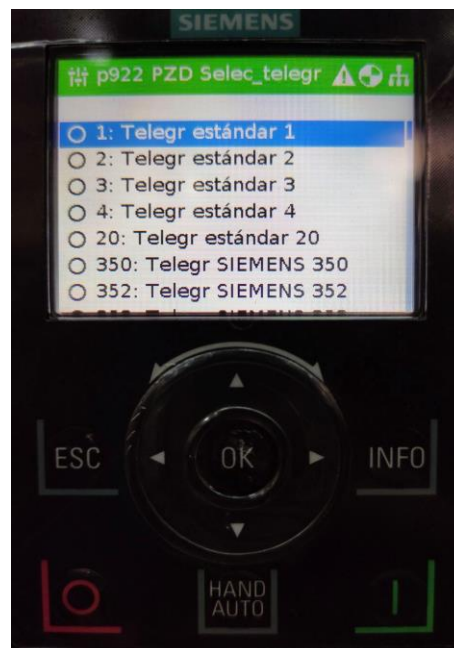 SIEMENS
p922 PZD Selec_telegr
1: Telegr estándar 1
2: Telegr estándar 2
3: Telegr estándar 3
4: Telegr estándar 4
20: Telegr estándar 20
350: Telegr SIEMENS 350
352: Telegr SIEMENS 352
ESC
OK
INFO
HAND
AUTO